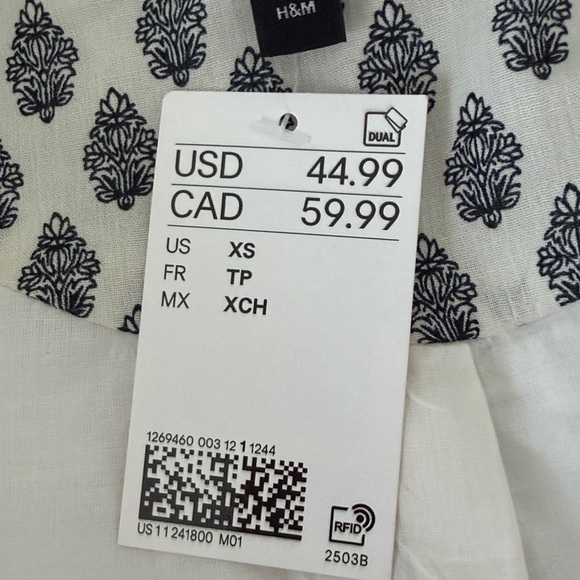 H&M
DUAL
USD 44.99
CAD 59.99
US XS
FR TP
MX XCH
1269460 003 12 1 1244
US 11241800 M01
RFID
2503B